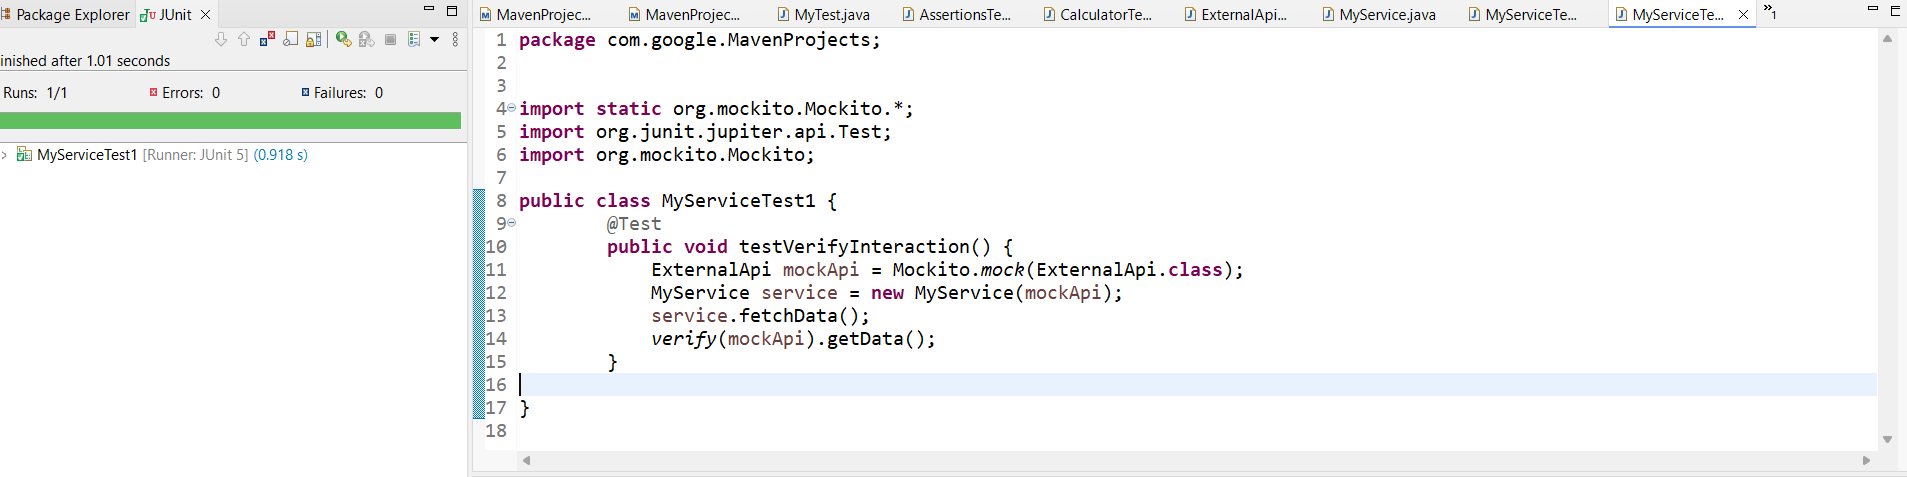 Package Explorer JUnit
inished after 1.01 seconds
Runs: 1/1 Errors: 0 Failures: 0
MyServiceTest1 [Runner: JUnit 5] (0.918 s)
MavenProjec... MavenProjec... MyTest.java AssertionsTe... CalculatorTe... ExternalApi... MyService.java MyServiceTe... MyServiceTe... »1
1 package com.google.MavenProjects;
2
3
4 import static org.mockito.Mockito.*;
5 import org.junit.jupiter.api.Test;
6 import org.mockito.Mockito;
7
8 public class MyServiceTest1 {
9 @Test
10 public void testVerifyInteraction() {
11 ExternalApi mockApi = Mockito.mock(ExternalApi.class);
12 MyService service = new MyService(mockApi);
13 service.fetchData();
14 verify(mockApi).getData();
15 }
16
17 }
18